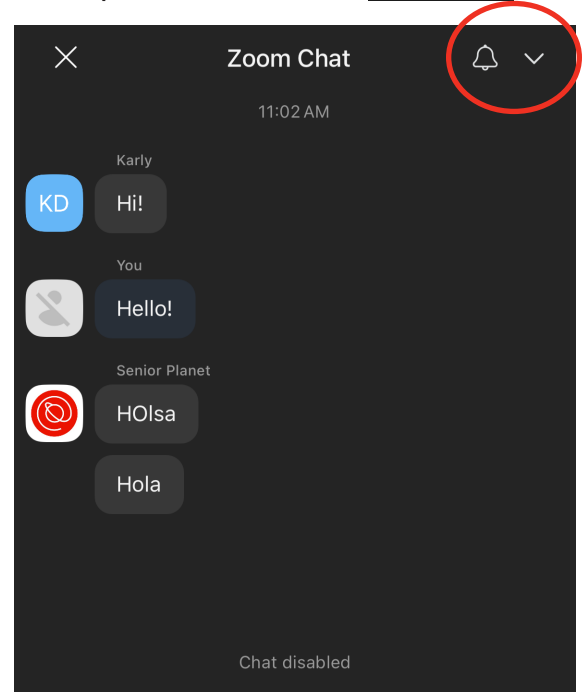 Zoom Chat
11:02 AM
Karly
KD
Hi!
You
Hello!
Senior Planet
HOlsa
Hola
Chat disabled